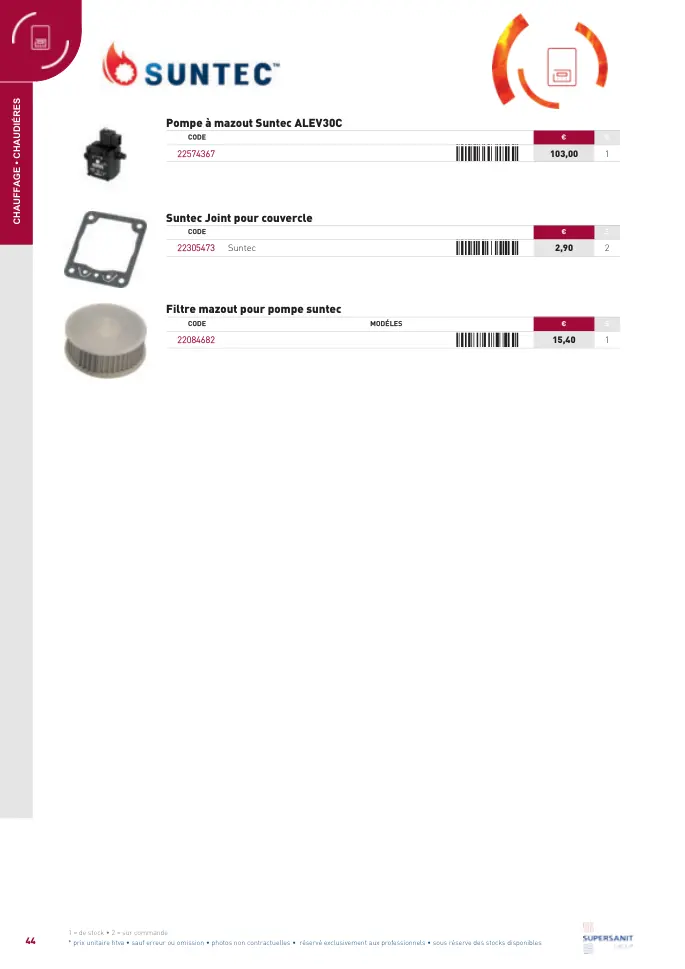 CHAUFFAGE • CHAUDIÈRES
SUNTEC™
Pompe à mazout Suntec ALEV30C
CODE €
22574367 103,00 1
Suntec Joint pour couvercle
CODE €
22305473 Suntec 2,90 2
Filtre mazout pour pompe suntec
CODE MODÉLES €
22084682 15,40 1
1 = de stock • 2 = sur commande
* prix unitaire htva • sauf erreur ou omission • photos non contractuelles • réservé exclusivement aux professionnels • sous réserve des stocks disponibles
44
SUPERSANIT